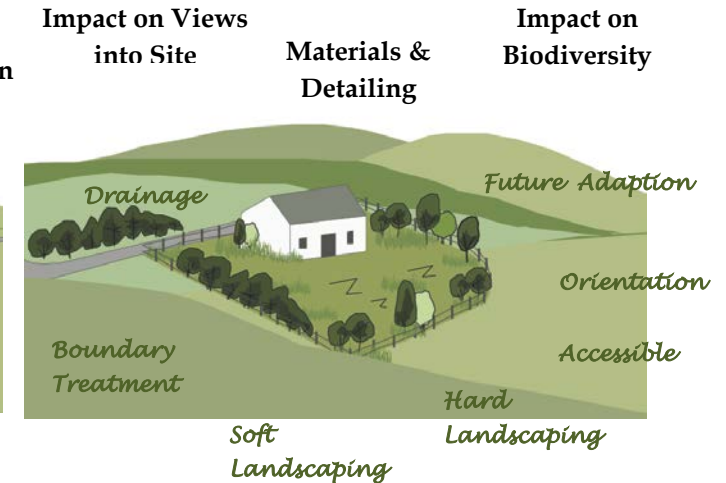 Impact on Views
into Site
Materials &
Detailing
Impact on
Biodiversity
n
Drainage
Future Adaption
Orientation
Boundary
Treatment
Accessible
Hard
Landscaping
Soft
Landscaping